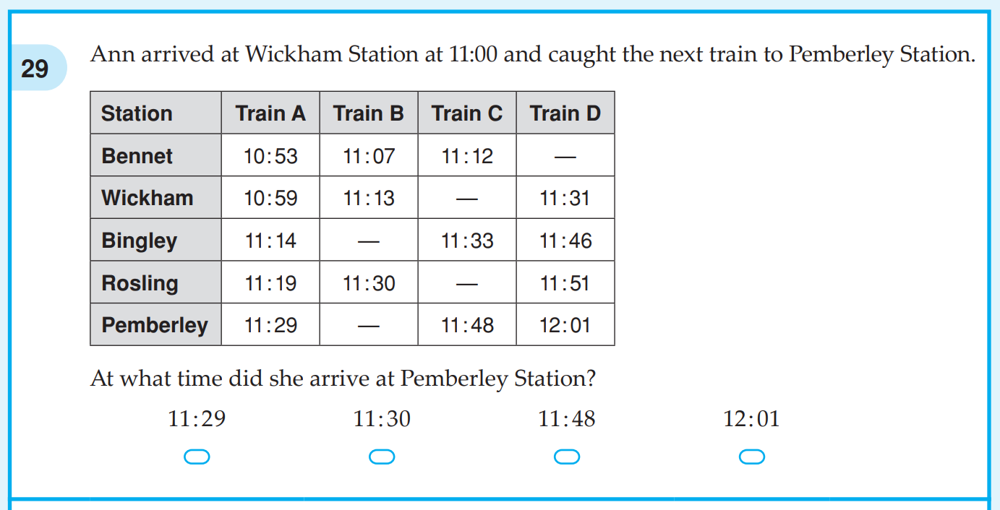 29
Ann arrived at Wickham Station at 11:00 and caught the next train to Pemberley Station.
Station Train A Train B Train C Train D
Bennet 10:53 11:07 11:12 —
Wickham 10:59 11:13 — 11:31
Bingley 11:14 — 11:33 11:46
Rosling 11:19 11:30 — 11:51
Pemberley 11:29 — 11:48 12:01
At what time did she arrive at Pemberley Station?
11:29 11:30 11:48 12:01